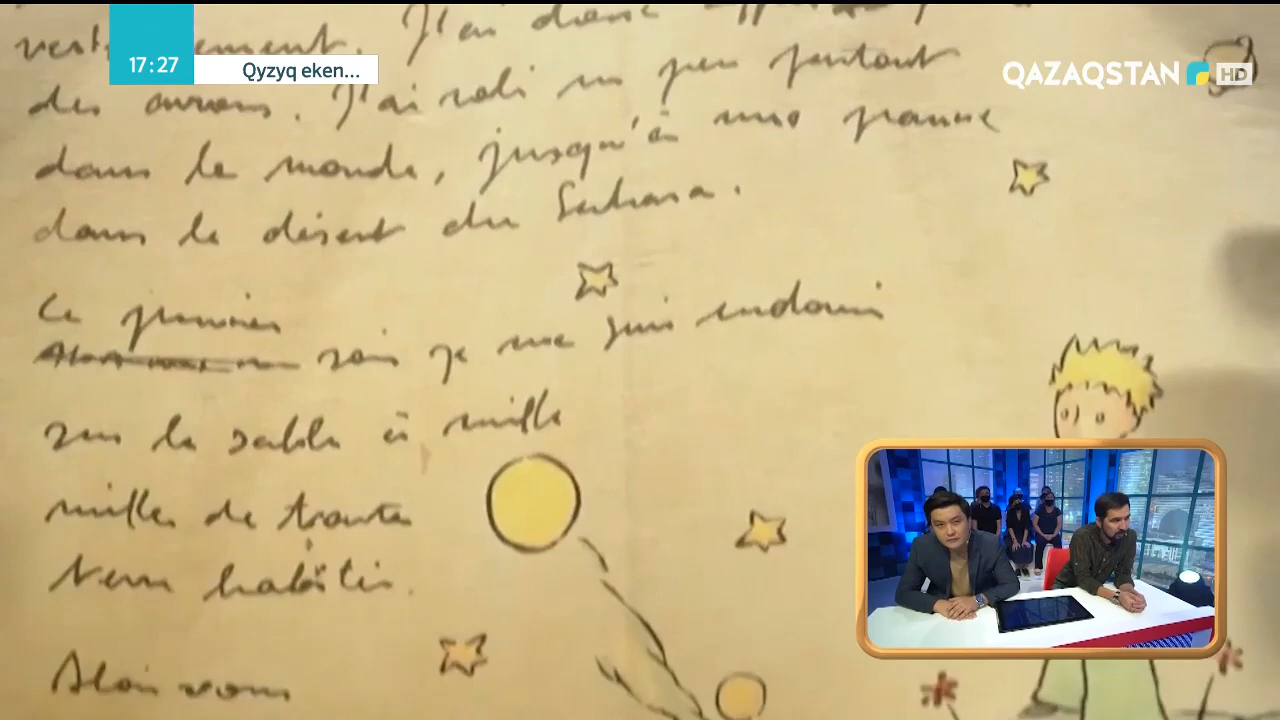 17:27
Qyzyq eken...
QAZAQSTAN HD
J'ai
des avions. J'ai volé un peu partout
dans le monde, jusqu'à une panne
dans le désert du Sahara.
Le premier
soir je me suis endormi
sur le sable à mille
milles de toute
terre habitée.
Alors vous